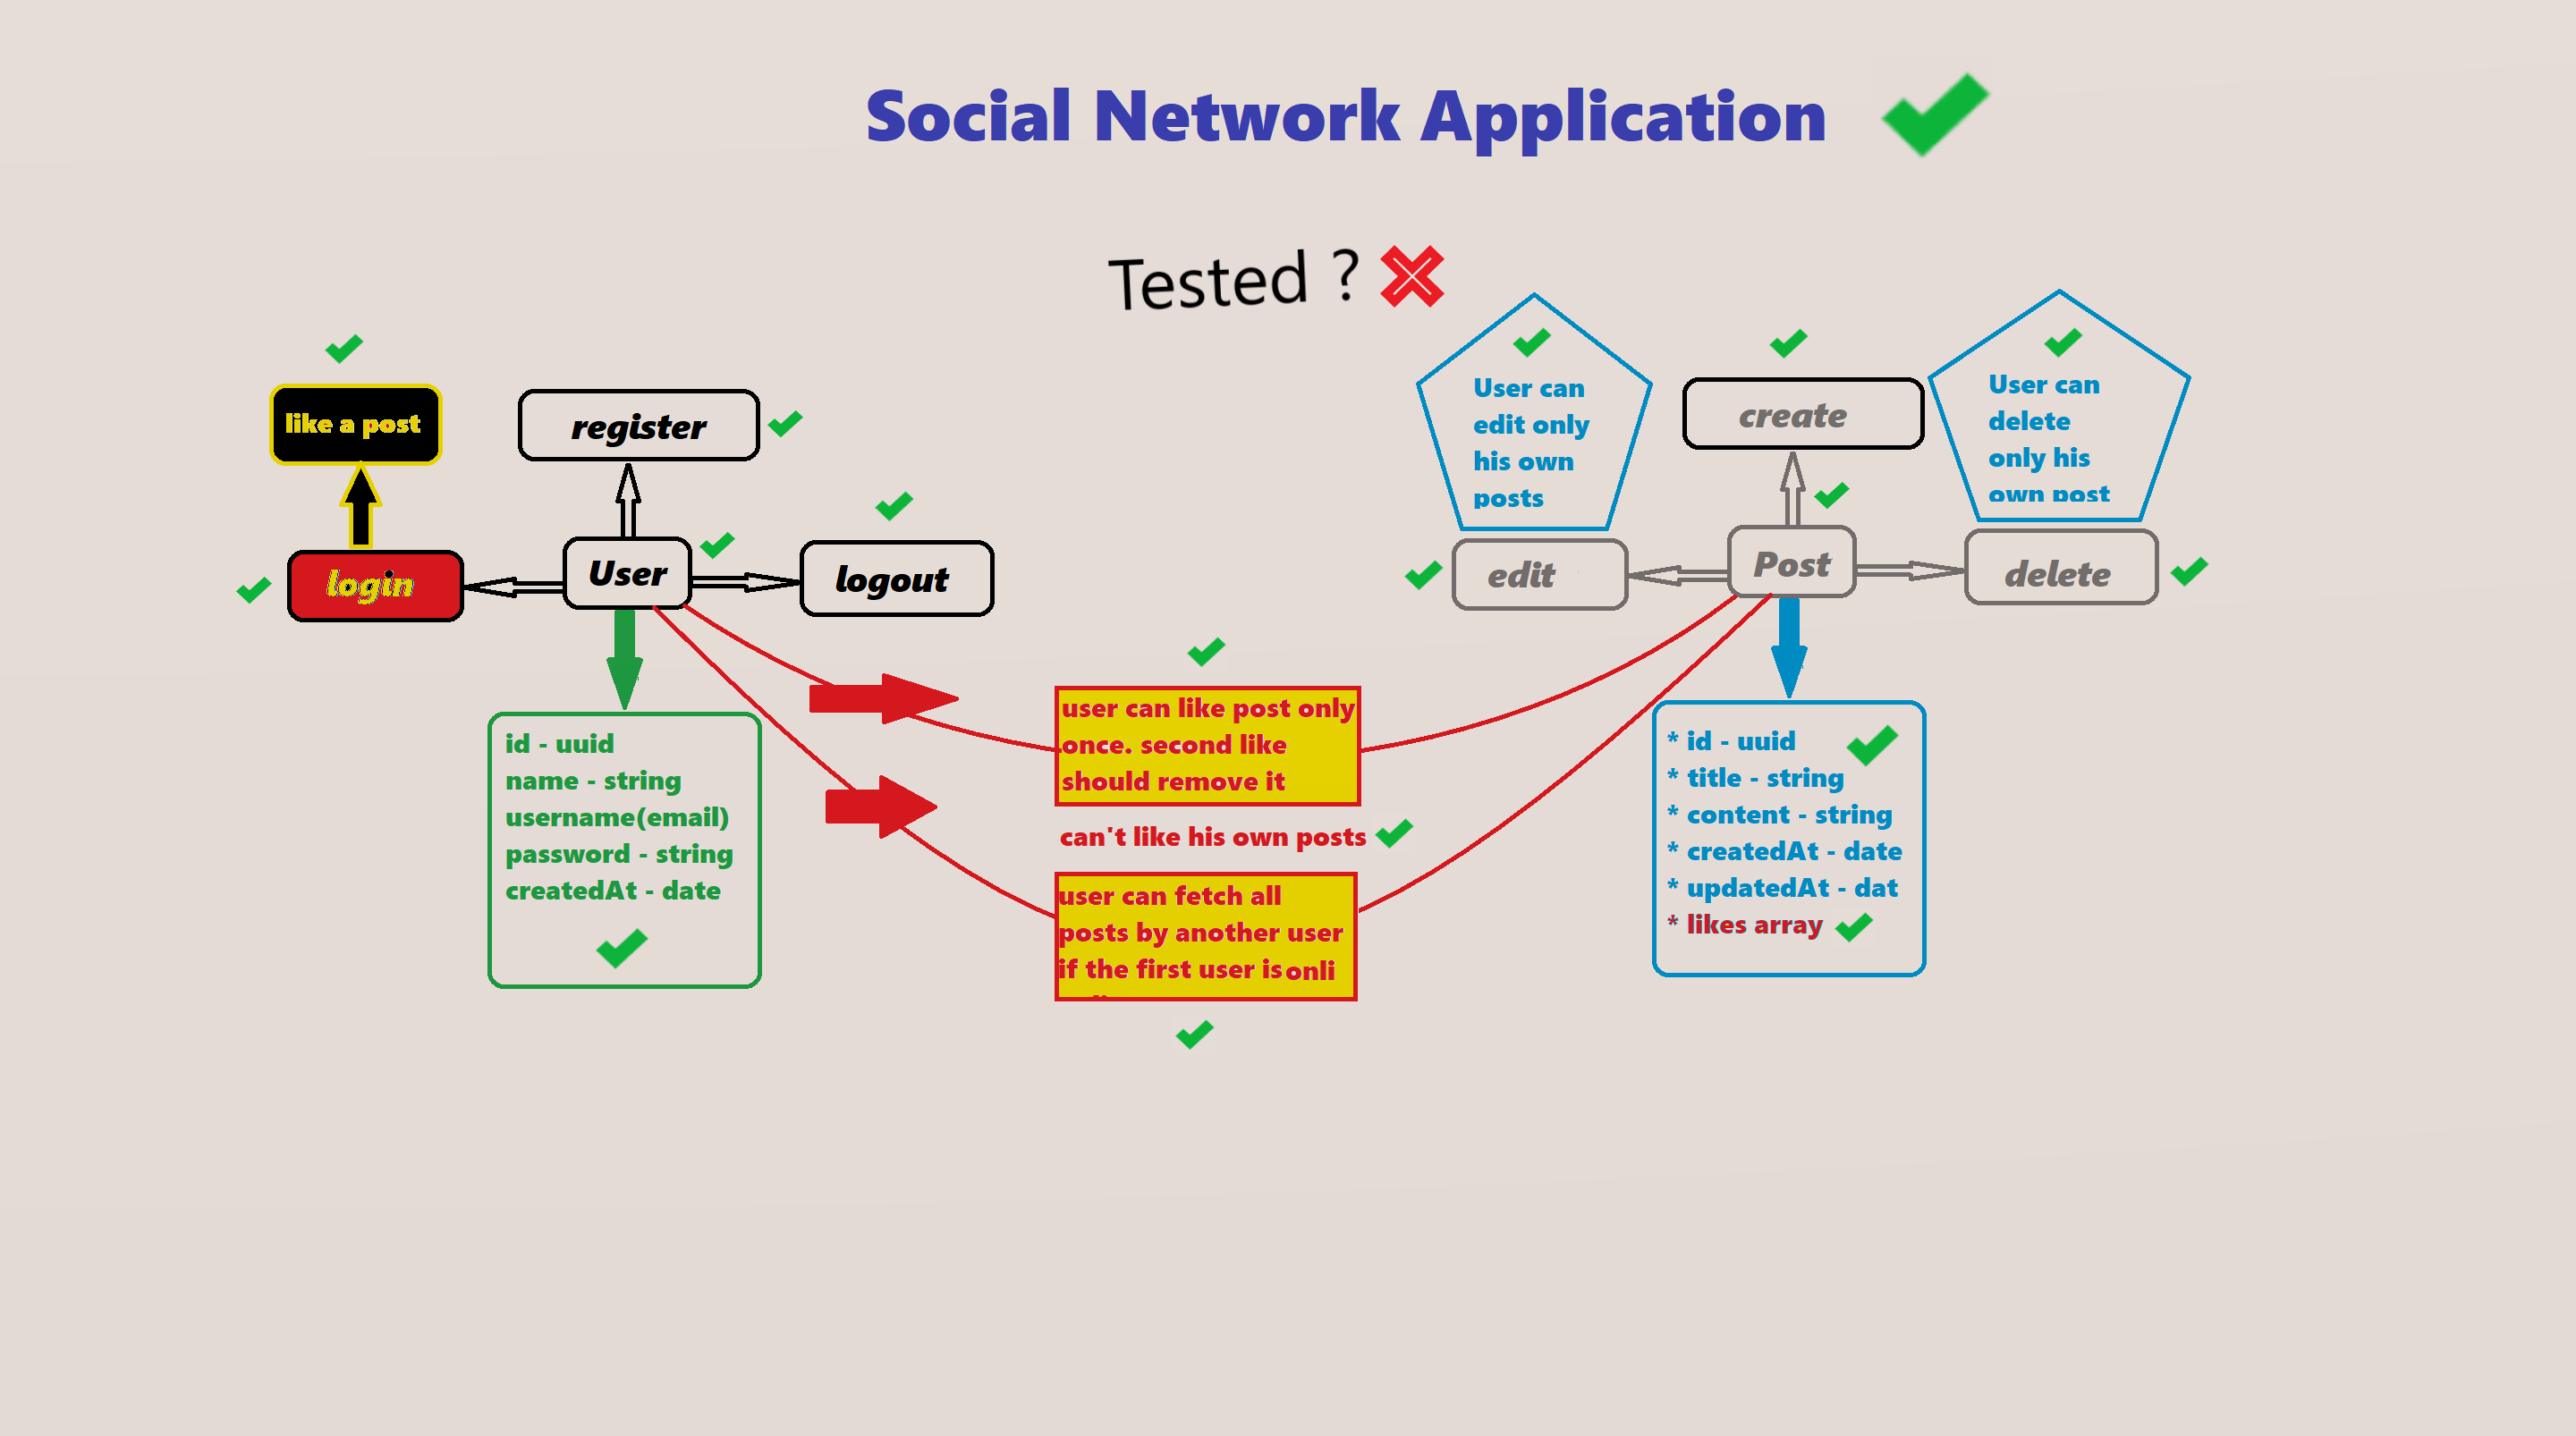 Social Network Application
Tested ?
like a post
register
login
User
logout
User can
edit only
his own
posts
create
User can
delete
only his
own post
edit
Post
delete
id - uuid
name - string
username(email)
password - string
createdAt - date
user can like post only
once. second like
should remove it
can't like his own posts
user can fetch all
posts by another user
if the first user is onli
* id - uuid
* title - string
* content - string
* createdAt - date
* updatedAt - dat
* likes array